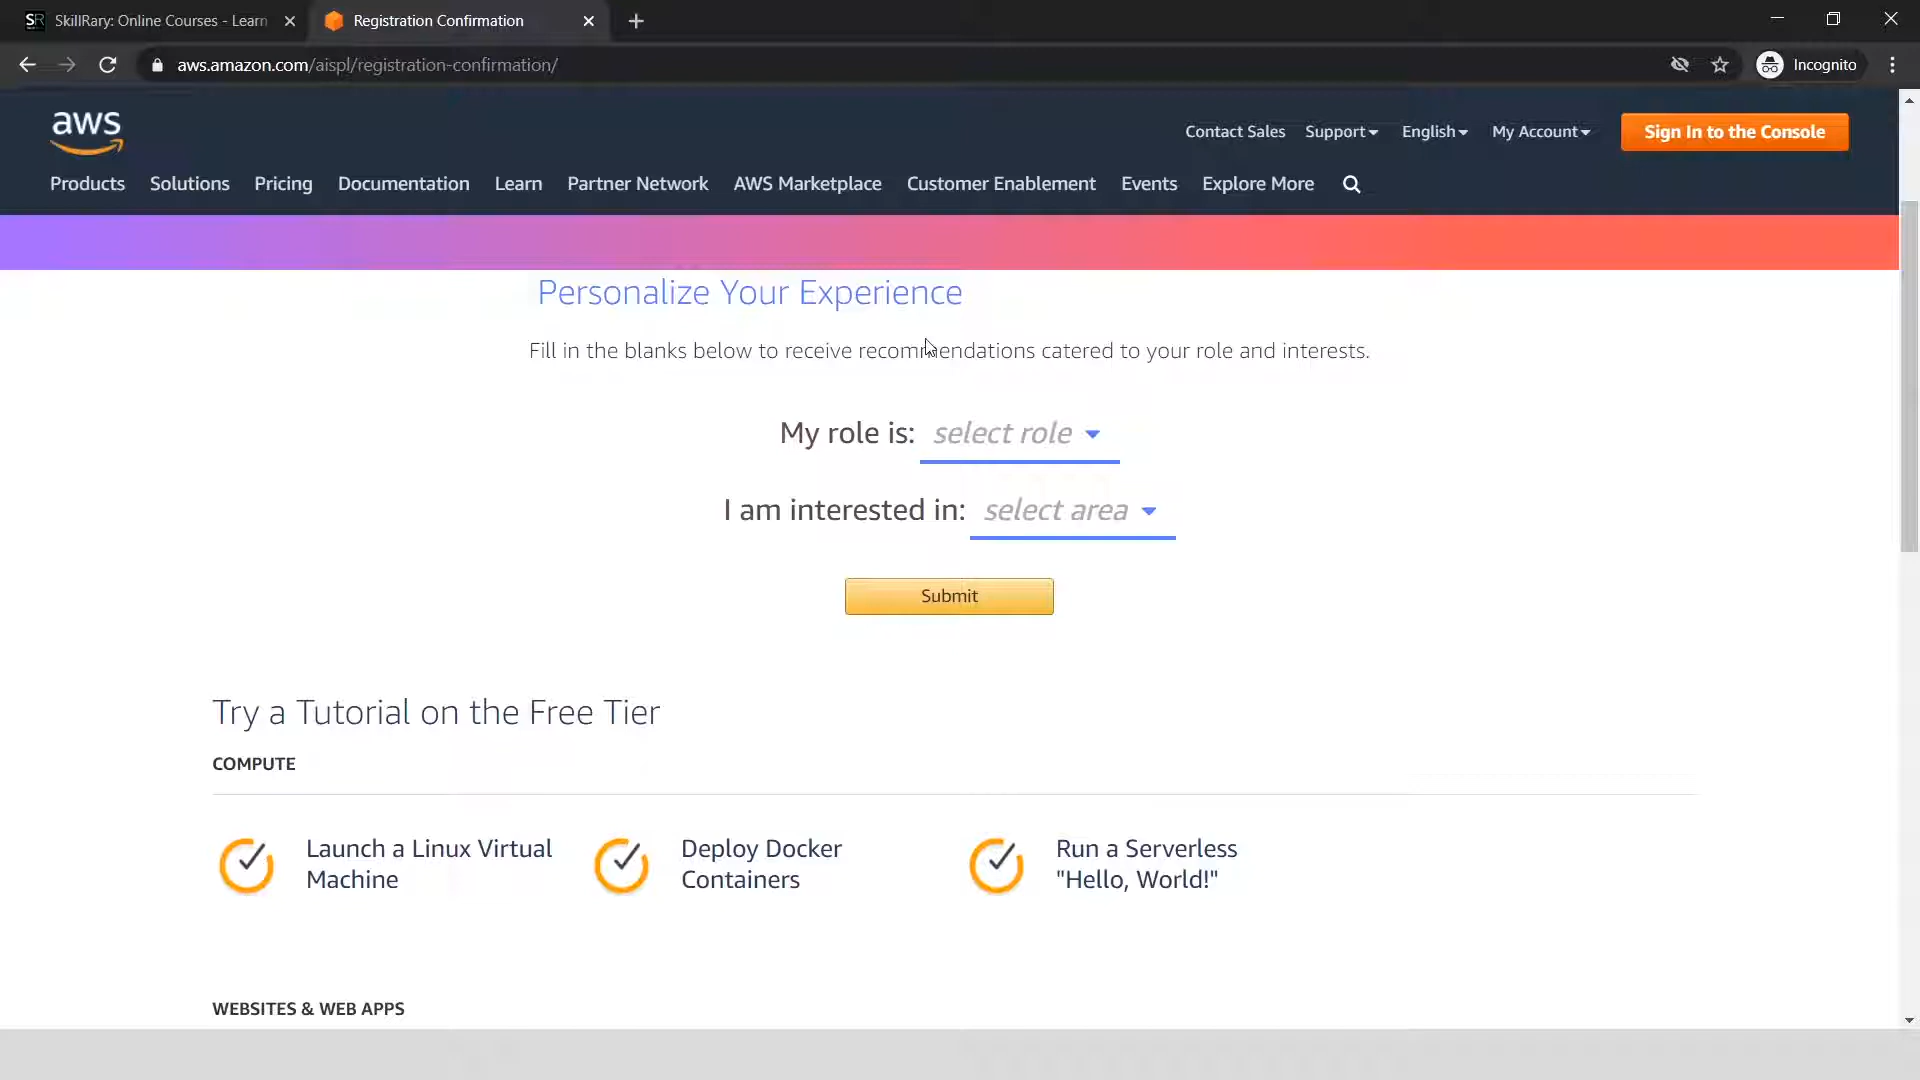 SR SkillRary: Online Courses - Learn
Registration Confirmation
aws.amazon.com/aispl/registration-confirmation/
Incognito
aws
Contact Sales Support English My Account Sign In to the Console
Products Solutions Pricing Documentation Learn Partner Network AWS Marketplace Customer Enablement Events Explore More
Personalize Your Experience
Fill in the blanks below to receive recommendations catered to your role and interests.
My role is: select role
I am interested in: select area
Submit
Try a Tutorial on the Free Tier
COMPUTE
Launch a Linux Virtual
Machine
Deploy Docker
Containers
Run a Serverless
"Hello, World!"
WEBSITES & WEB APPS